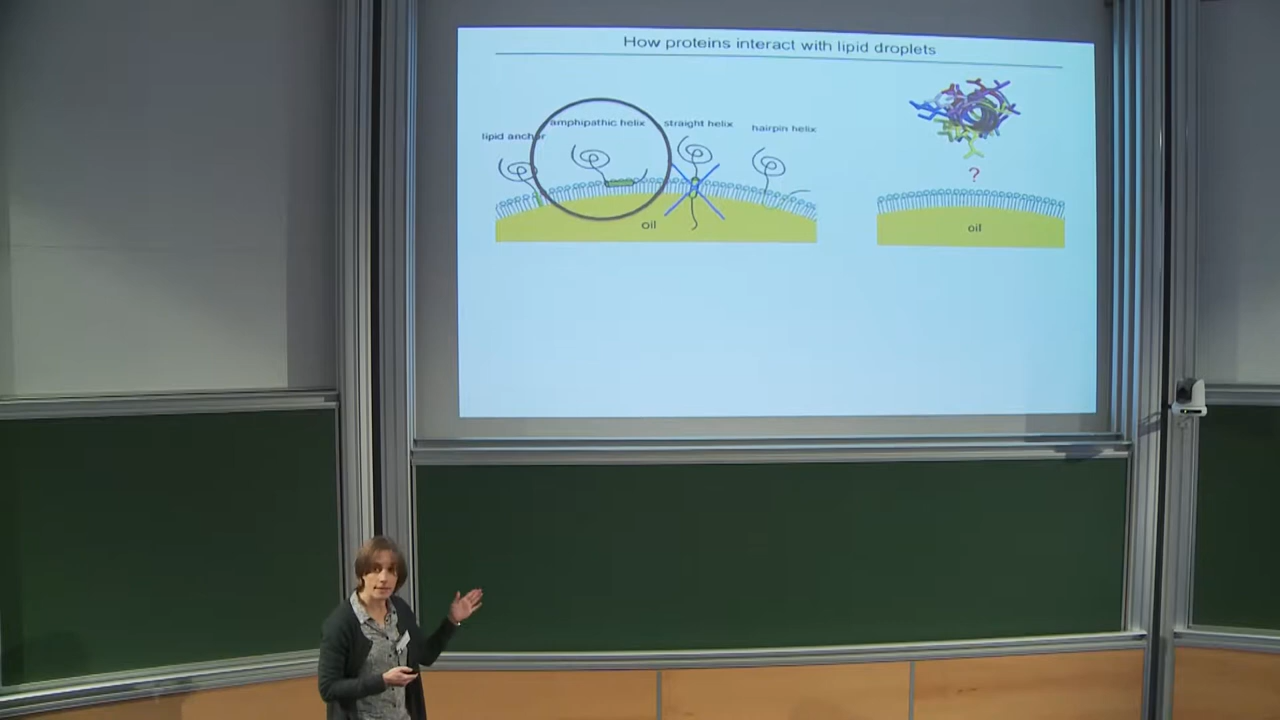 How proteins interact with lipid droplets
lipid anchor
amphipathic helix
straight helix
hairpin helix
?
oil
oil